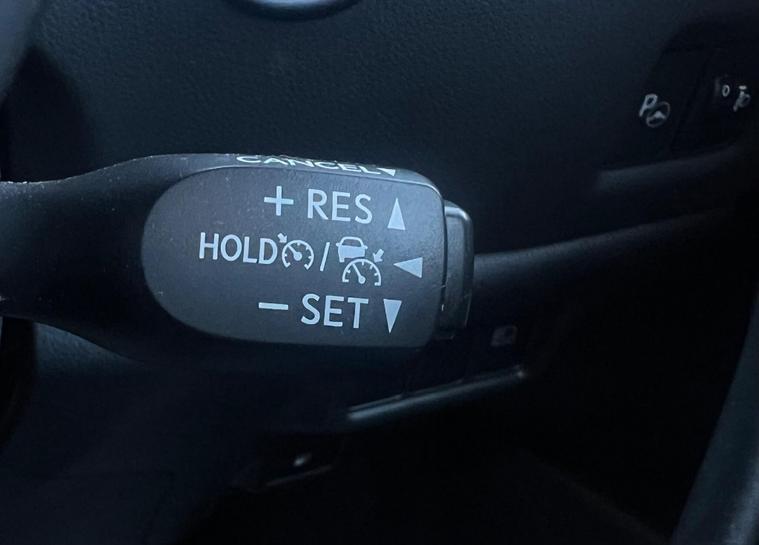 CANCEL
+ RES
HOLD /
− SET
P